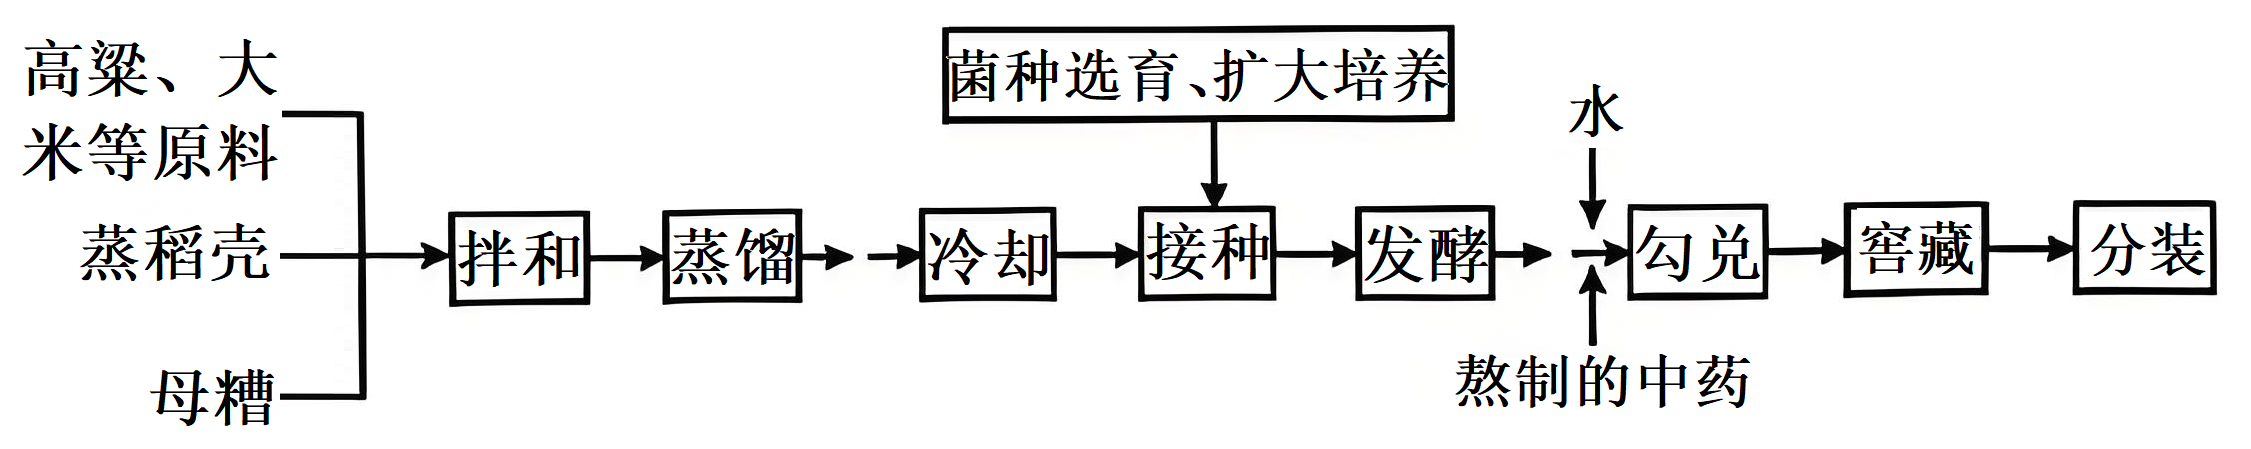 高粱、大
米等原料
蒸稻壳
母糟
拌和
蒸馏
冷却
菌种选育、扩大培养
接种
发酵
水
熬制的中药
勾兑
窖藏
分装